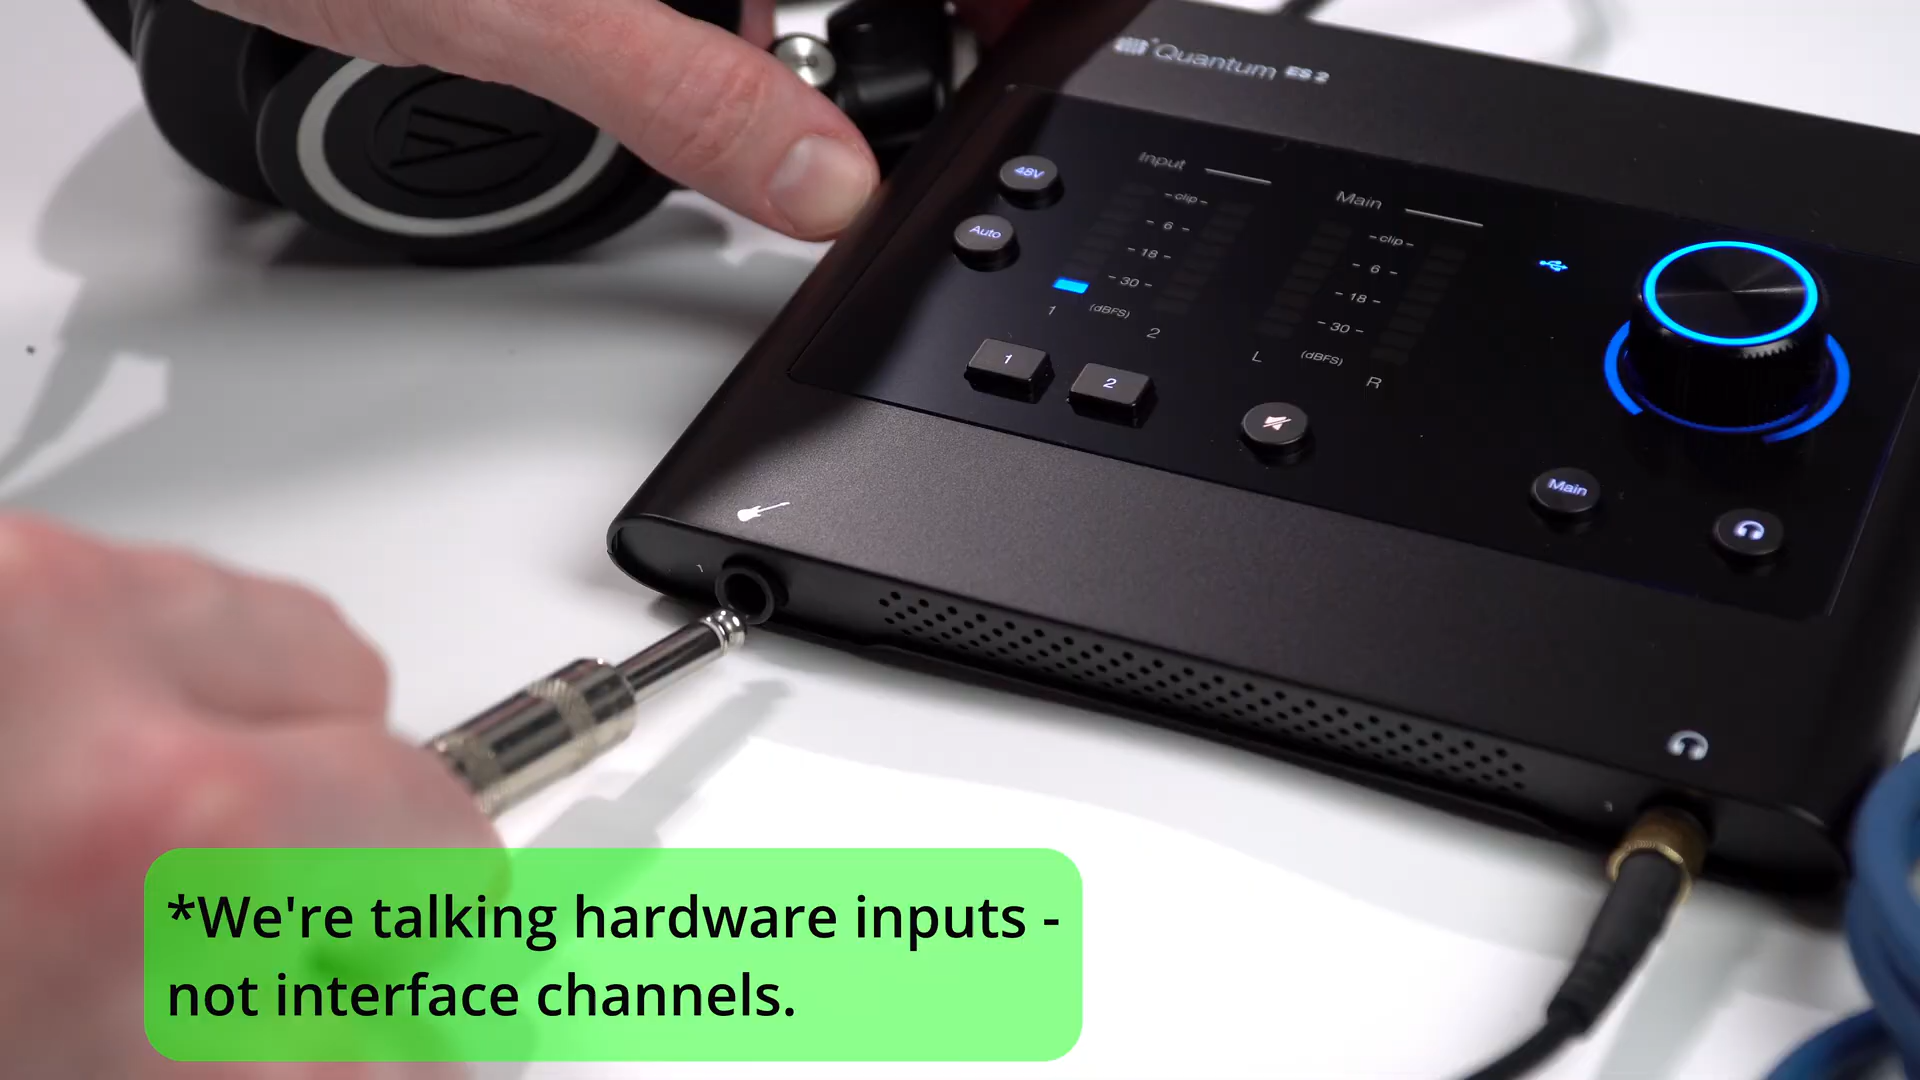 Quantum ES 2
Input
Main
48V
Auto
- clip -
- 6 -
- 18 -
- 30 -
(dBFS)
1
2
- clip -
- 6 -
- 18 -
- 30 -
(dBFS)
L
R
1
2
Main
*We're talking hardware inputs -
not interface channels.